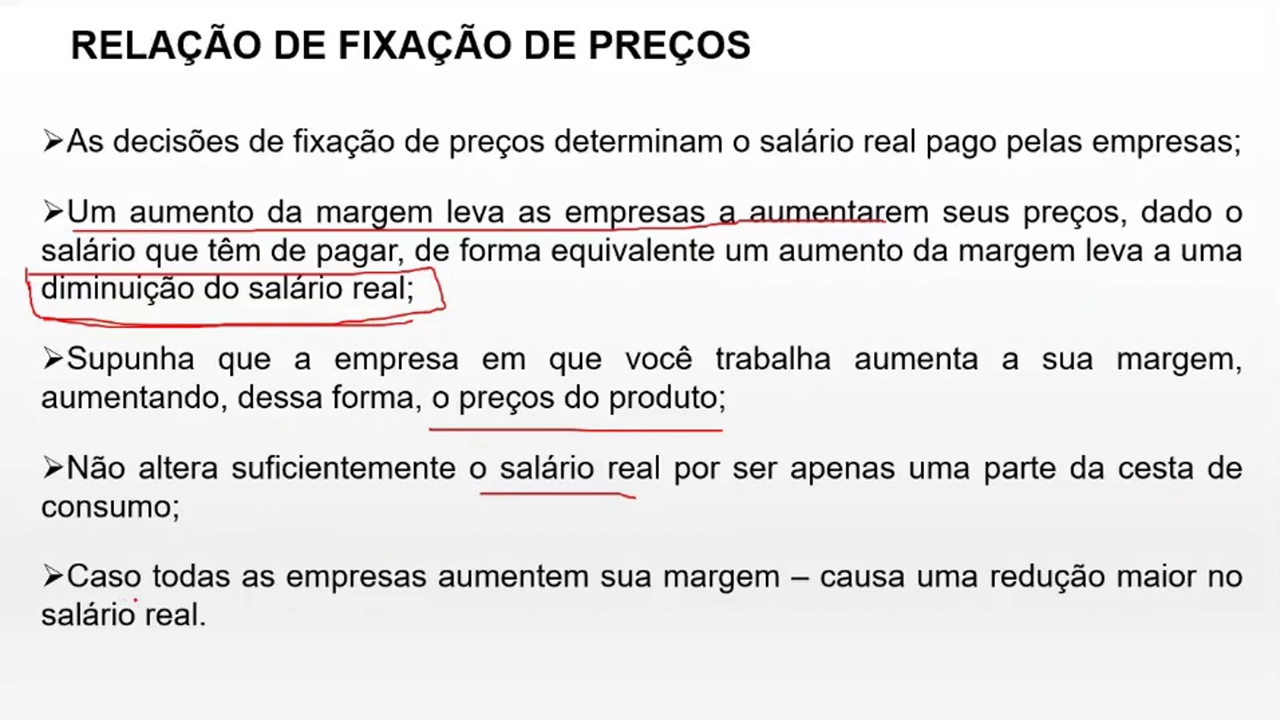 RELAÇÃO DE FIXAÇÃO DE PREÇOS
➢As decisões de fixação de preços determinam o salário real pago pelas empresas;
➢Um aumento da margem leva as empresas a aumentarem seus preços, dado o
salário que têm de pagar, de forma equivalente um aumento da margem leva a uma
diminuição do salário real;
➢Supunha que a empresa em que você trabalha aumenta a sua margem,
aumentando, dessa forma, o preços do produto;
➢Não altera suficientemente o salário real por ser apenas uma parte da cesta de
consumo;
➢Caso todas as empresas aumentem sua margem – causa uma redução maior no
salário real.